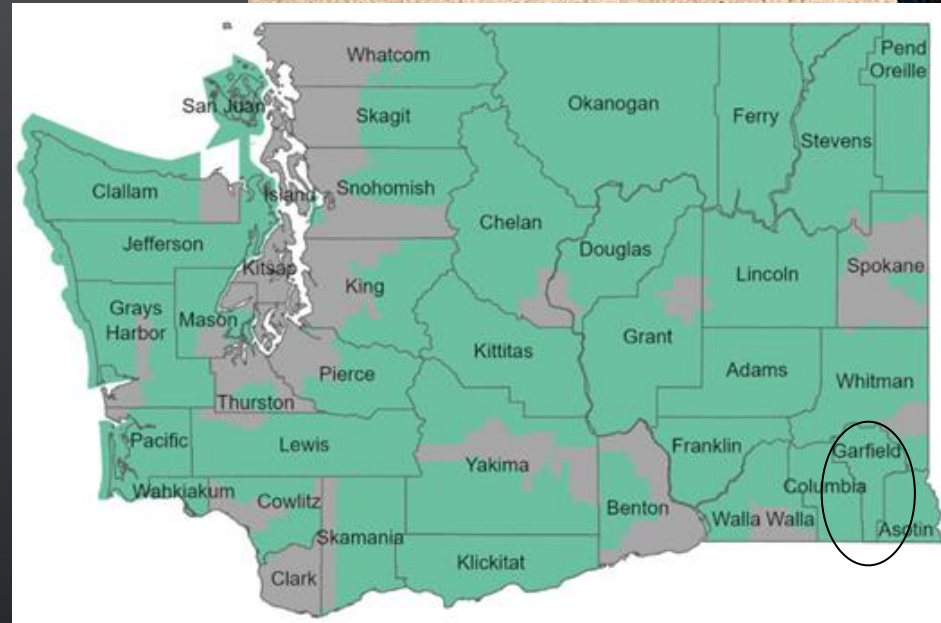 Whatcom
Pend
Oreille
San Juan
Skagit
Okanogan
Ferry
Stevens
Clallam
Island
Snohomish
Chelan
Jefferson
Douglas
Kitsap
King
Lincoln
Spokane
Grays
Harbor
Mason
Grant
Kittitas
Pierce
Adams
Whitman
Thurston
Pacific
Lewis
Yakima
Franklin
Garfield
Wahkiakum
Cowlitz
Columbia
Skamania
Benton
Walla Walla
Asotin
Clark
Klickitat